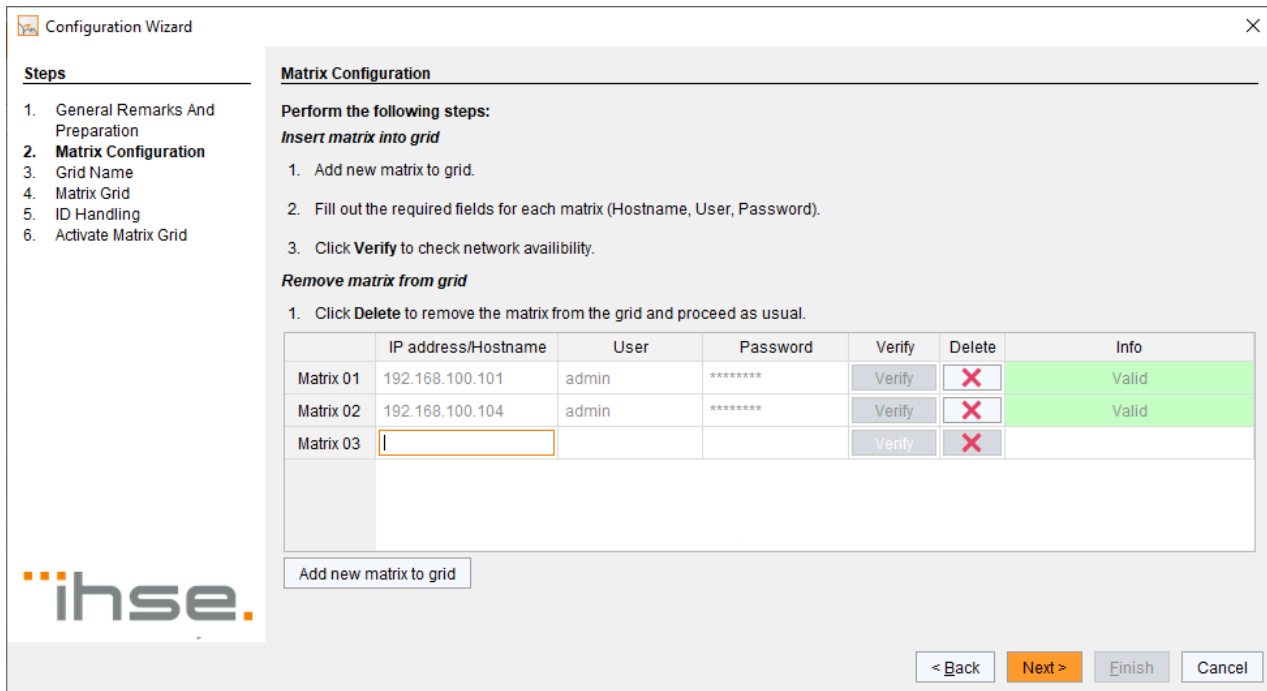 Configuration Wizard
Steps
1. General Remarks And
Preparation
2. Matrix Configuration
3. Grid Name
4. Matrix Grid
5. ID Handling
6. Activate Matrix Grid
ihse.
Matrix Configuration
Perform the following steps:
Insert matrix into grid
1. Add new matrix to grid.
2. Fill out the required fields for each matrix (Hostname, User, Password).
3. Click Verify to check network availibility.
Remove matrix from grid
1. Click Delete to remove the matrix from the grid and proceed as usual.
IP address/Hostname User Password Verify Delete Info
Matrix 01 192.168.100.101 admin ******** Verify Valid
Matrix 02 192.168.100.104 admin ******** Verify Valid
Matrix 03 Verify
Add new matrix to grid
< Back Next > Finish Cancel